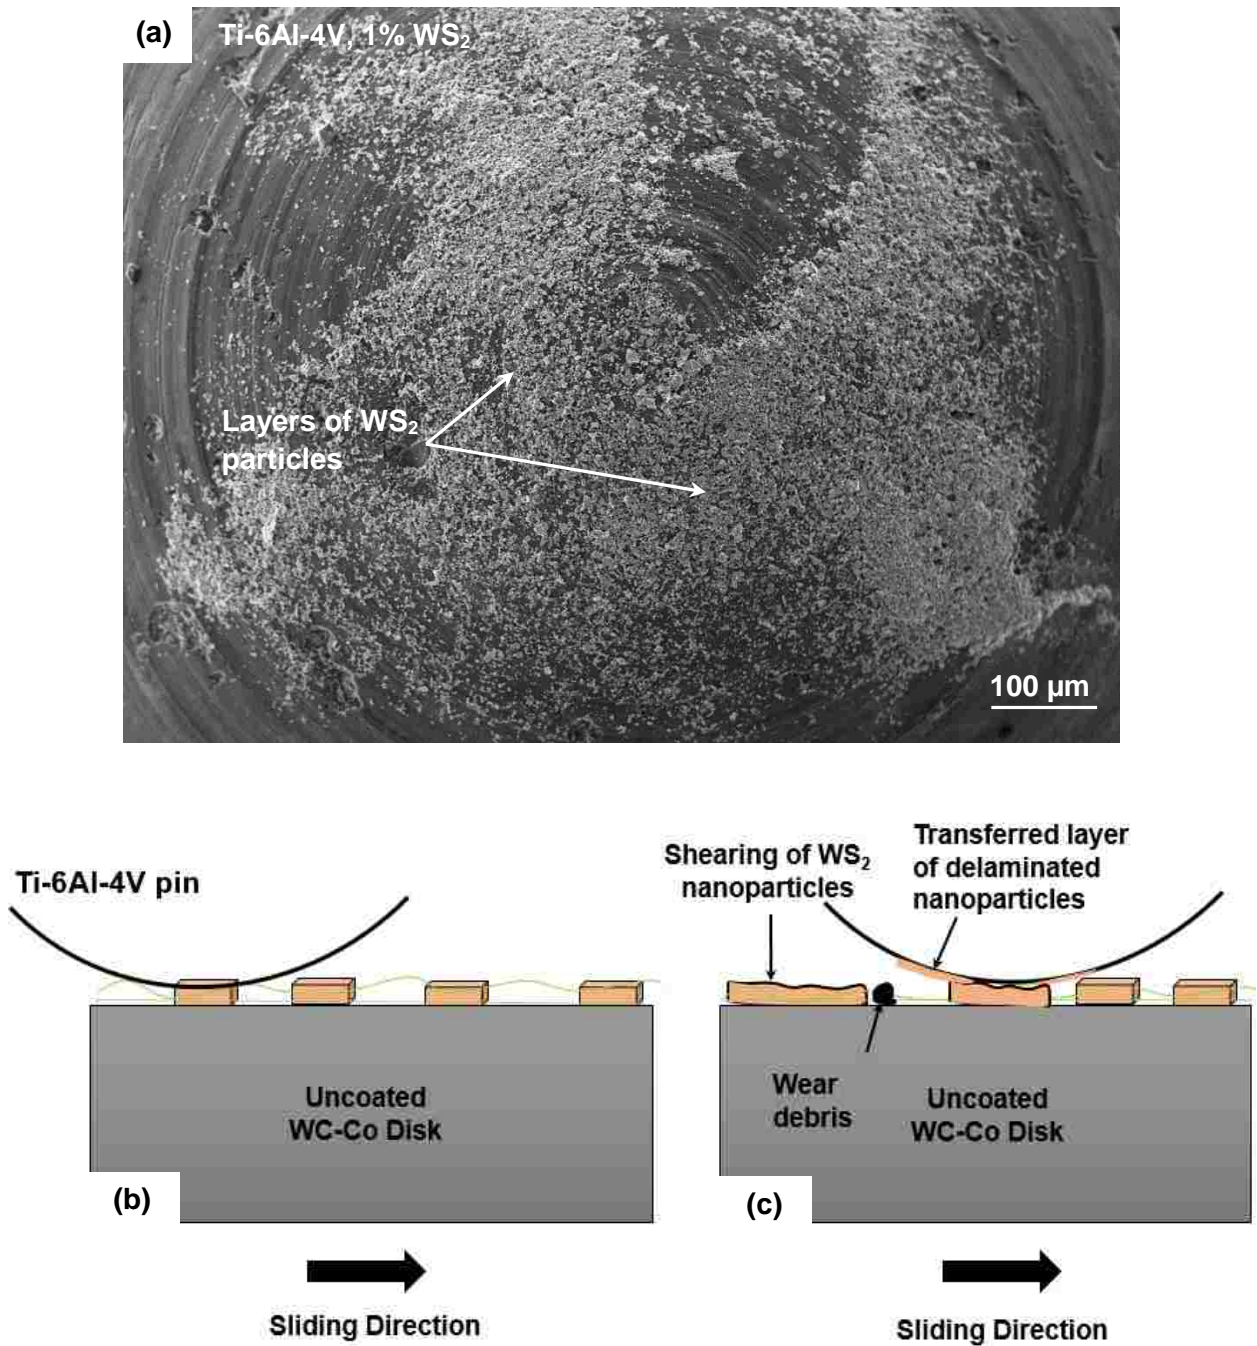 (a)
Ti-6Al-4V, 1% WS₂
Layers of WS₂
particles
100 µm
Ti-6Al-4V pin
Uncoated
WC-Co Disk
(b)
Sliding Direction
Shearing of WS₂
nanoparticles
Transferred layer
of delaminated
nanoparticles
Wear
debris
Uncoated
WC-Co Disk
(c)
Sliding Direction